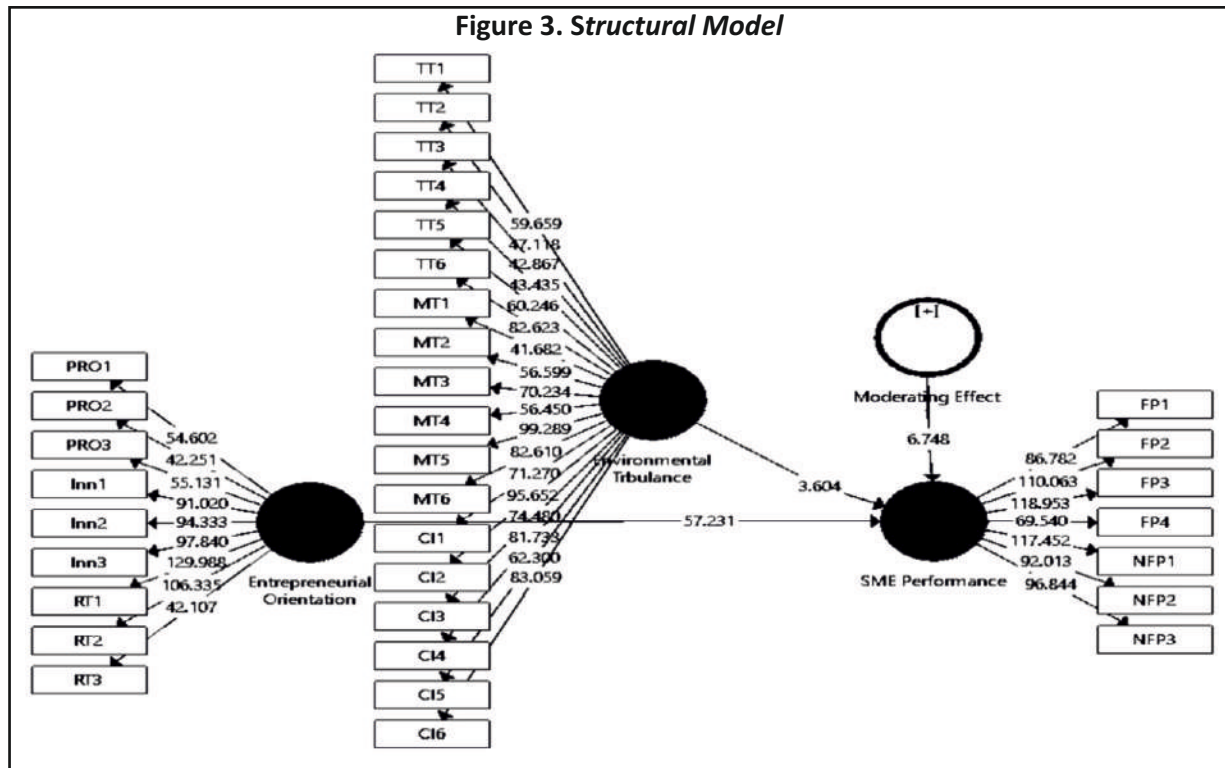 Figure 3. Structural Model
TT1
TT2
TT3
TT4
TT5
TT6
MT1
MT2
MT3
MT4
MT5
MT6
CI1
CI2
CI3
CI4
CI5
CI6
59.659
47.118
42.867
43.435
60.246
82.623
41.682
56.599
70.234
56.450
99.289
82.610
71.270
95.652
74.480
81.733
62.300
83.059
PRO1
PRO2
PRO3
Inn1
Inn2
Inn3
RT1
RT2
RT3
54.602
42.251
55.131
91.020
94.333
97.840
129.988
106.335
42.107
Entrepreneurial
Orientation
Environmental
Trbulance
[+]
Moderating Effect
6.748
3.604
57.231
SME Performance
86.782
110.063
118.953
69.540
117.452
92.013
96.844
FP1
FP2
FP3
FP4
NFP1
NFP2
NFP3